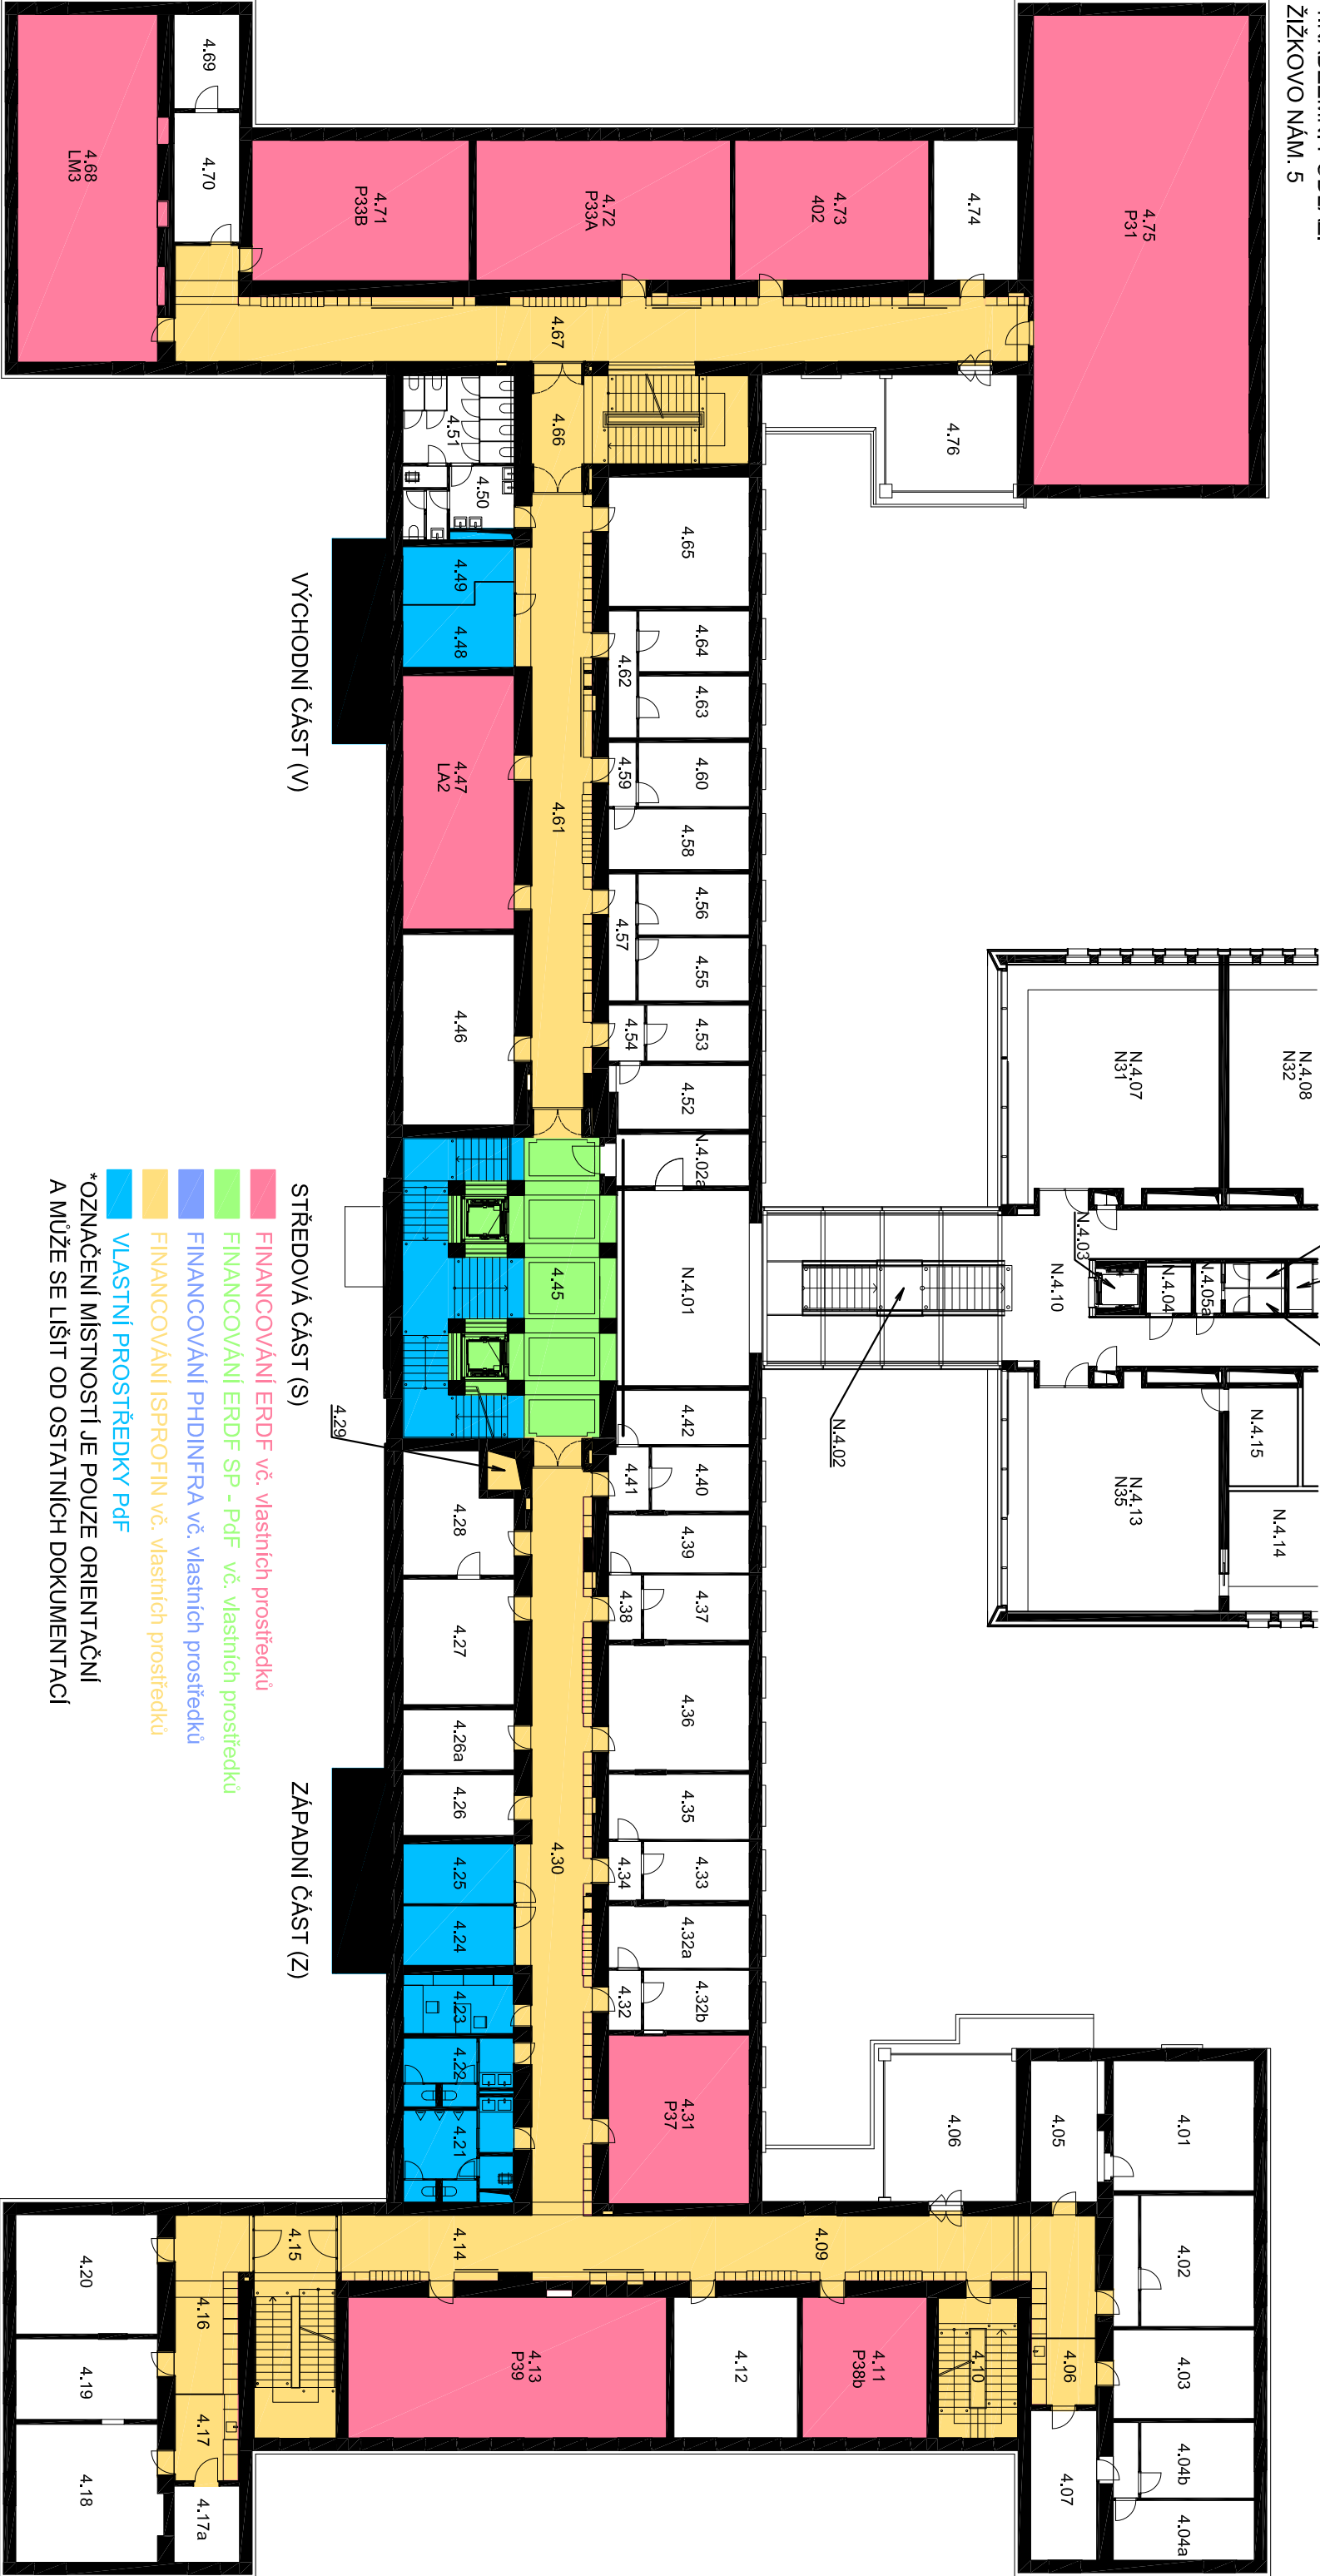 ŽIŽKOVO NÁM. 5
4.75
P31
4.69
4.70
4.68
LM3
4.71
P33B
4.72
P33A
4.73
402
4.74
4.67
4.76
4.66
4.51
4.50
4.65
4.49
4.48
4.64
4.62
4.63
4.47
LA2
4.60
4.59
4.61
4.58
4.56
4.57
4.55
4.46
4.53
4.54
4.52
N.4.02a
N.4.01
4.45
N.4.07
N31
N.4.08
N32
N.4.03
N.4.04
N.4.05a
N.4.10
N.4.02
N.4.15
N.4.13
N35
N.4.14
4.42
4.41
4.40
4.29
4.28
4.39
4.38
4.37
4.27
4.36
4.26a
4.26
4.35
4.30
4.34
4.33
4.25
4.24
4.32a
4.32
4.32b
4.23
4.22
4.21
4.31
P37
4.06
4.05
4.01
4.02
4.03
4.04b
4.04a
4.06
4.07
4.09
4.10
4.11
P38b
4.12
4.13
P39
4.14
4.15
4.16
4.17
4.17a
4.20
4.19
4.18
VÝCHODNÍ ČÁST (V)
STŘEDOVÁ ČÁST (S)
ZÁPADNÍ ČÁST (Z)
FINANCOVÁNÍ ERDF vč. vlastních prostředků
FINANCOVÁNÍ ERDF SP - PdF vč. vlastních prostředků
FINANCOVÁNÍ PHDINFRA vč. vlastních prostředků
FINANCOVÁNÍ ISPROFIN vč. vlastních prostředků
VLASTNÍ PROSTŘEDKY PdF
*OZNAČENÍ MÍSTNOSTÍ JE POUZE ORIENTAČNÍ
A MŮŽE SE LIŠIT OD OSTATNÍCH DOKUMENTACÍ